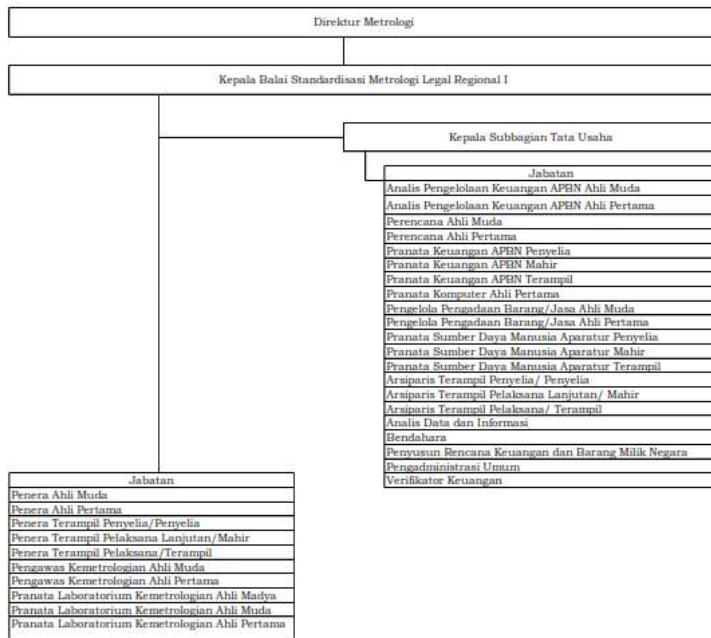 Direktur Metrologi
Kepala Balai Standardisasi Metrologi Legal Regional I
Kepala Subbagian Tata Usaha
Jabatan
Analis Pengelolaan Keuangan APBN Ahli Muda
Analis Pengelolaan Keuangan APBN Ahli Pertama
Perencana Ahli Muda
Perencana Ahli Pertama
Pranata Keuangan APBN Penyelia
Pranata Keuangan APBN Mahir
Pranata Keuangan APBN Terampil
Pranata Komputer Ahli Pertama
Pengelola Pengadaan Barang/Jasa Ahli Muda
Pengelola Pengadaan Barang/Jasa Ahli Pertama
Pranata Sumber Daya Manusia Aparatur Penyelia
Pranata Sumber Daya Manusia Aparatur Mahir
Pranata Sumber Daya Manusia Aparatur Terampil
Arsiparis Terampil Penyelia/ Penyelia
Arsiparis Terampil Pelaksana Lanjutan/ Mahir
Arsiparis Terampil Pelaksana/ Terampil
Analis Data dan Informasi
Bendahara
Penyusun Rencana Keuangan dan Barang Milik Negara
Pengadministrasi Umum
Verifikator Keuangan
Jabatan
Penera Ahli Muda
Penera Ahli Pertama
Penera Terampil Penyelia/Penyelia
Penera Terampil Pelaksana Lanjutan/Mahir
Penera Terampil Pelaksana/Terampil
Pengawas Kemetrologian Ahli Muda
Pengawas Kemetrologian Ahli Pertama
Pranata Laboratorium Kemetrologian Ahli Madya
Pranata Laboratorium Kemetrologian Ahli Muda
Pranata Laboratorium Kemetrologian Ahli Pertama